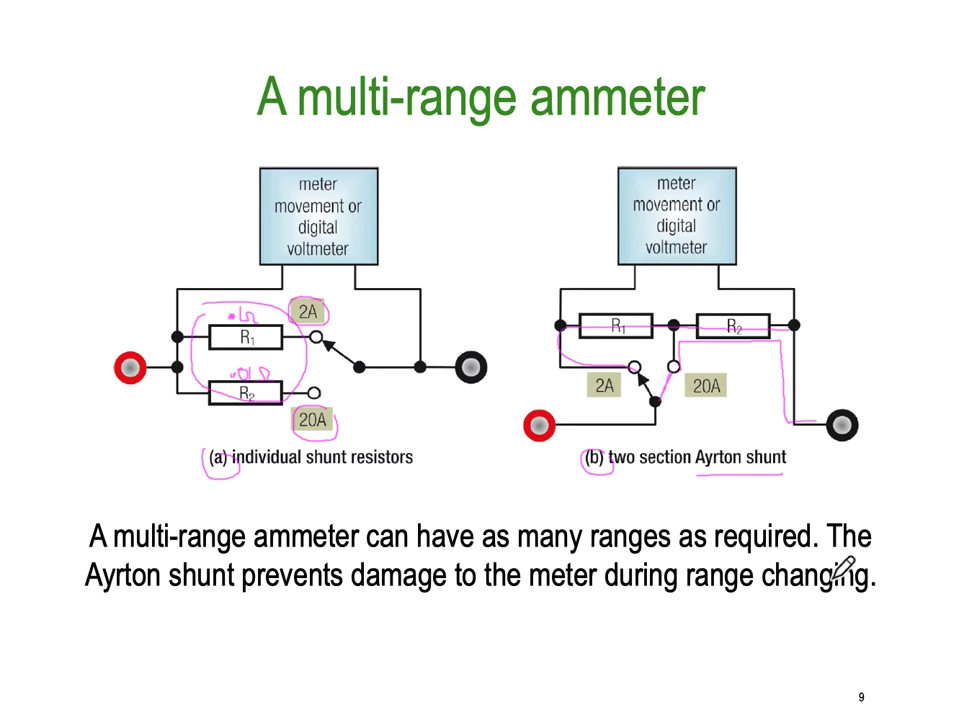 A multi-range ammeter
meter
movement or
digital
voltmeter
meter
movement or
digital
voltmeter
2A
R1
R2
20A
R1
R2
2A
20A
(a) individual shunt resistors
(b) two section Ayrton shunt
A multi-range ammeter can have as many ranges as required. The
Ayrton shunt prevents damage to the meter during range changing.
9